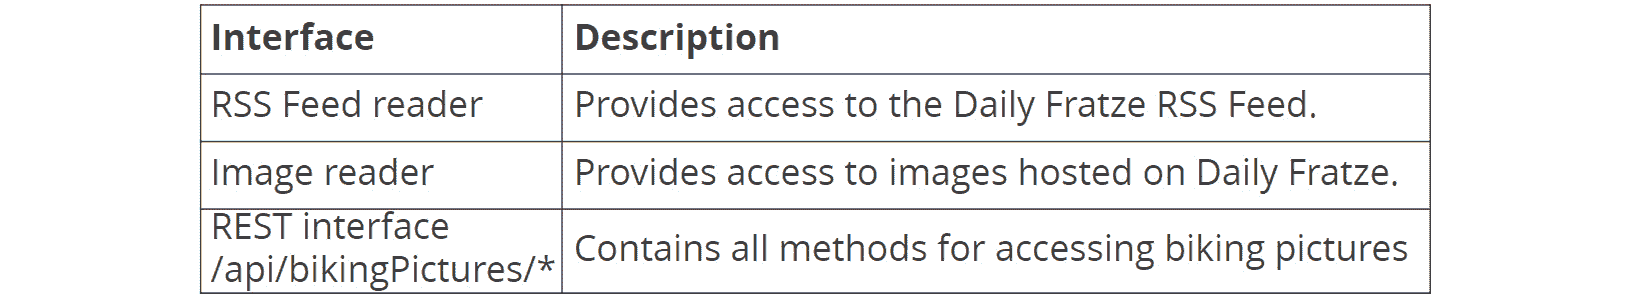 Interface Description
RSS Feed reader Provides access to the Daily Fratze RSS Feed.
Image reader Provides access to images hosted on Daily Fratze.
REST interface
/api/bikingPictures/* Contains all methods for accessing biking pictures